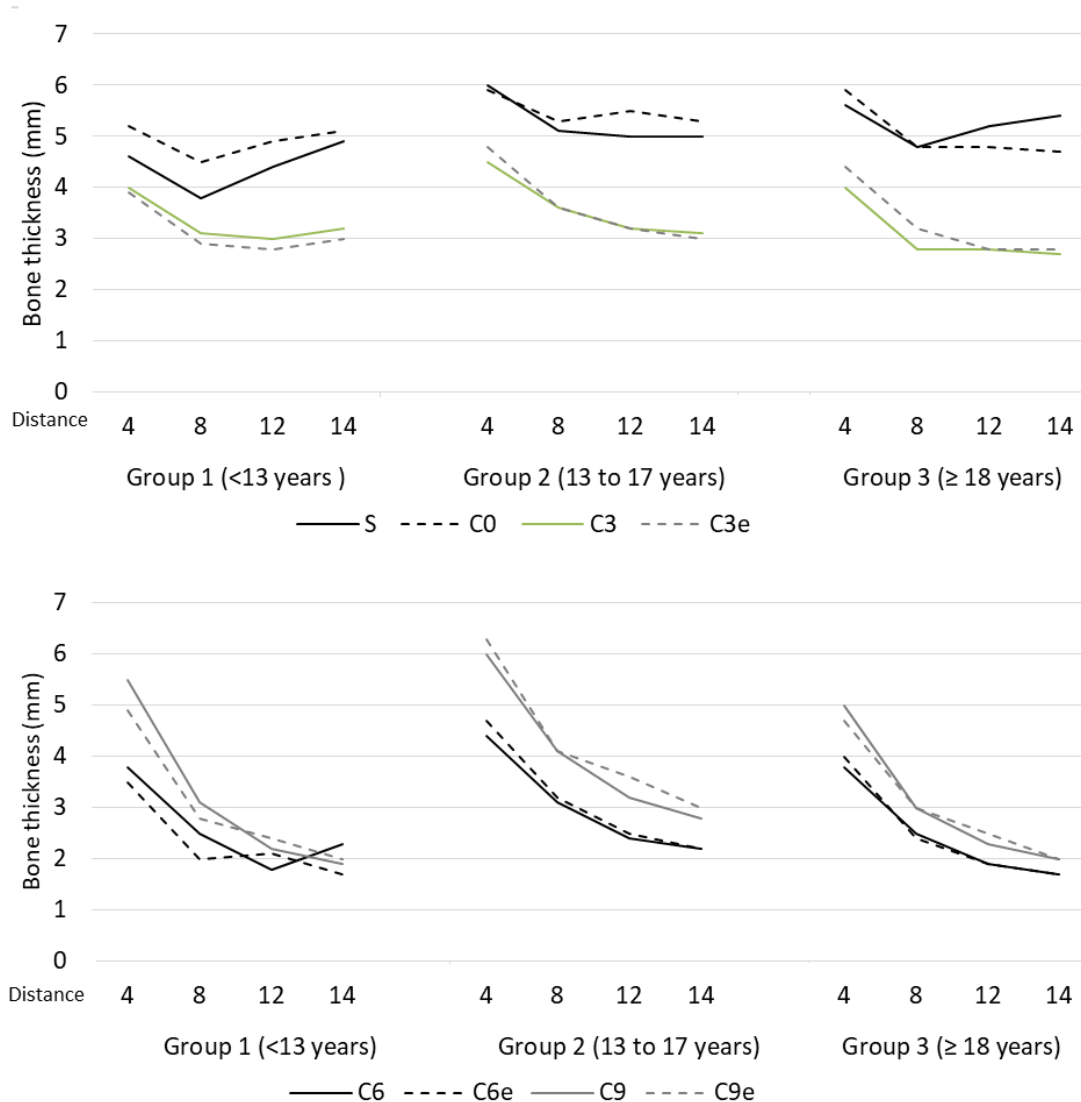 7
6
5
4
3
2
1
0
Bone thickness (mm)
Distance 4 8 12 14 4 8 12 14 4 8 12 14
Group 1 (<13 years ) Group 2 (13 to 17 years) Group 3 (≥ 18 years)
S C0 C3 C3e
7
6
5
4
3
2
1
0
Bone thickness (mm)
Distance 4 8 12 14 4 8 12 14 4 8 12 14
Group 1 (<13 years) Group 2 (13 to 17 years) Group 3 (≥ 18 years)
C6 C6e C9 C9e